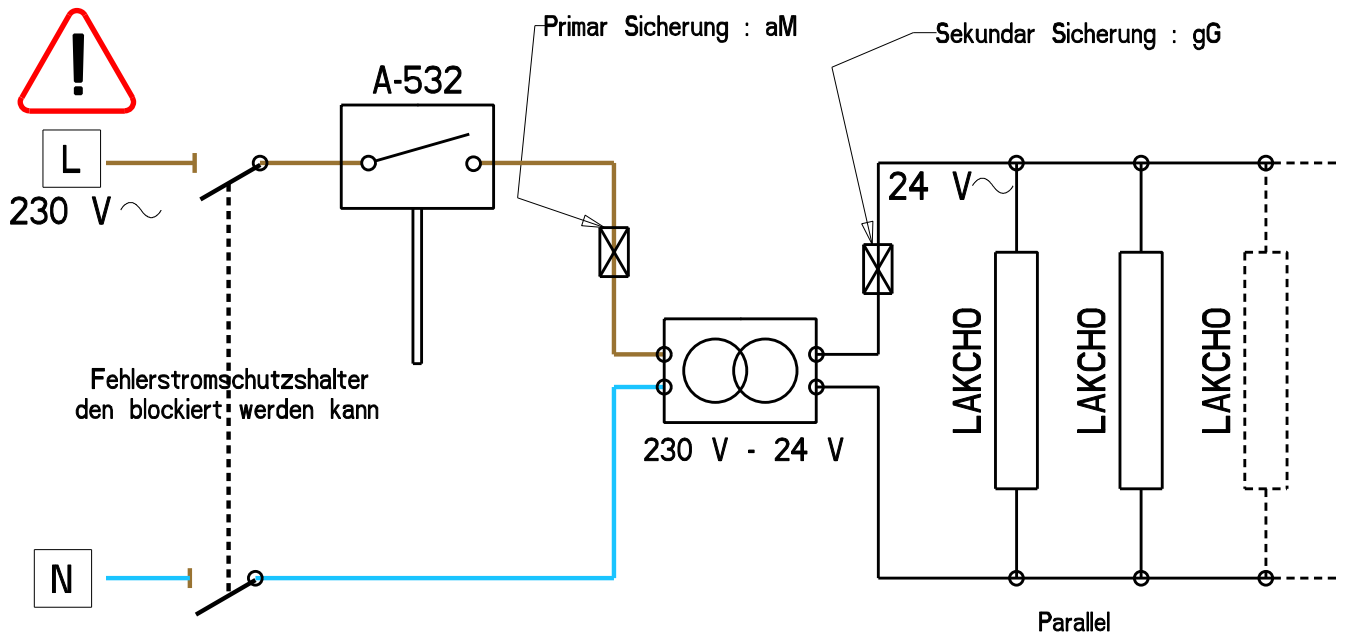 !
Primar Sicherung : aM
Sekundar Sicherung : gG
A-532
L
230 V
24 V
Fehlerstromschutzshalter
den blockiert werden kann
LAKCHO
LAKCHO
LAKCHO
230 V - 24 V
N
Parallel